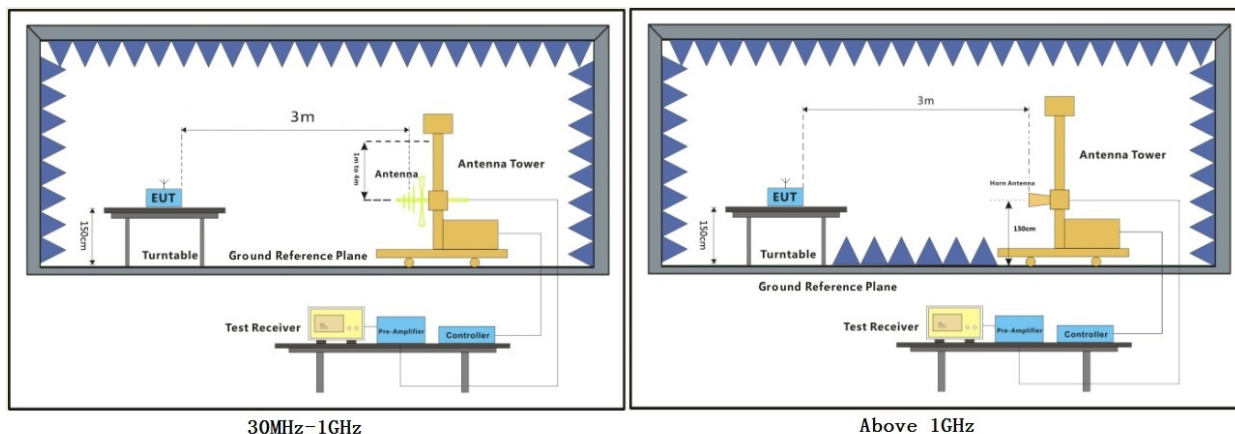 3m
1m to 4m
Antenna
Antenna Tower
EUT
150cm
Turntable
Ground Reference Plane
Test Receiver
Pre-Amplifier
Controller
30MHz-1GHz
3m
Antenna Tower
Horn Antenna
EUT
150cm
150cm
Turntable
Ground Reference Plane
Test Receiver
Pre-Amplifier
Controller
Above 1GHz